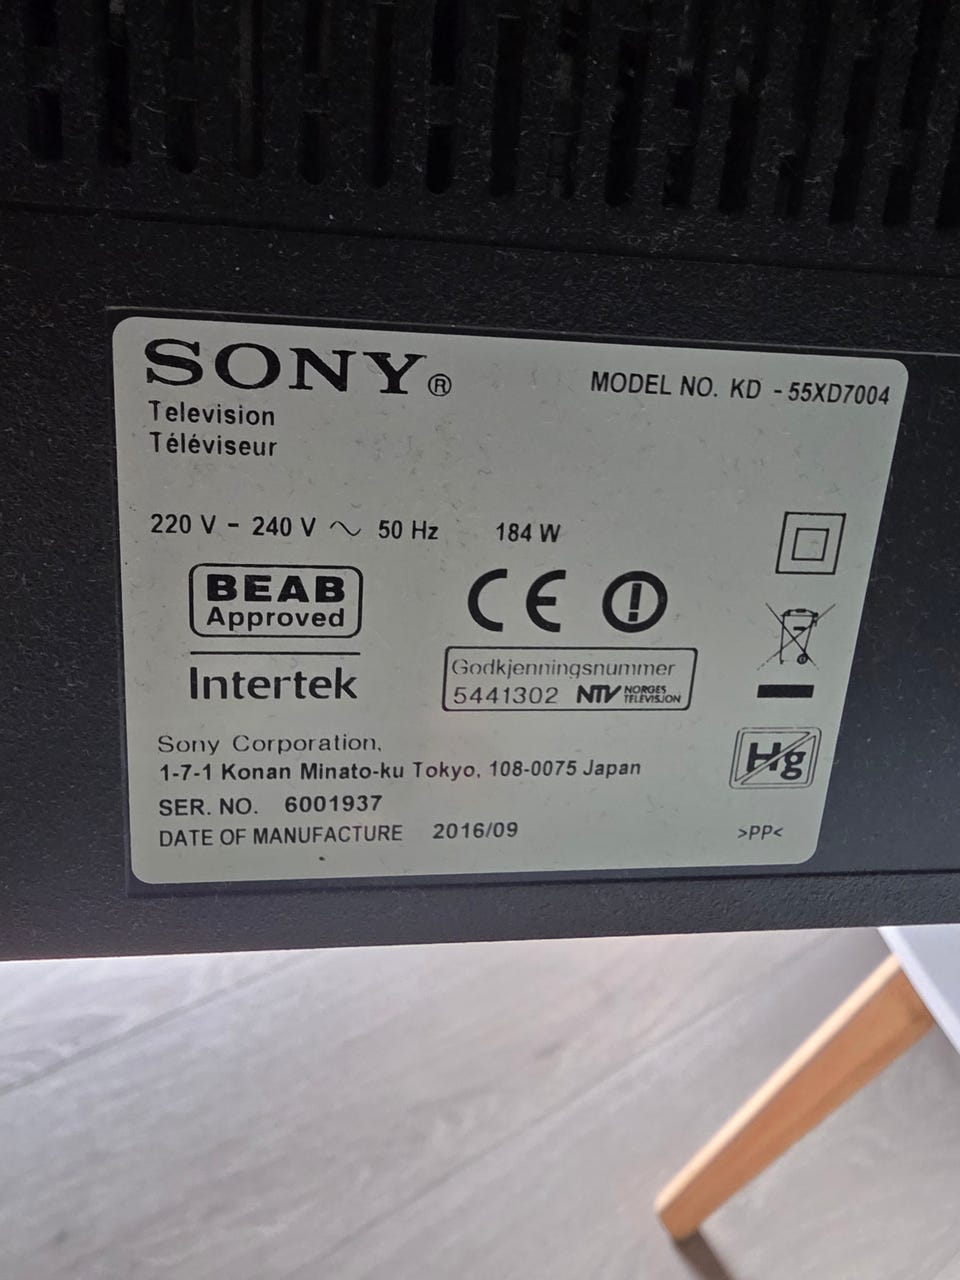 SONY®
MODEL NO. KD - 55XD7004
Television
Téléviseur
220 V - 240 V ~ 50 Hz 184 W
BEAB
Approved
Intertek
CE
Godkjenningsnummer
5441302 NTV NORGES TELEVISJON
Hg
Sony Corporation,
1-7-1 Konan Minato-ku Tokyo, 108-0075 Japan
SER. NO. 6001937
DATE OF MANUFACTURE 2016/09
>PP<